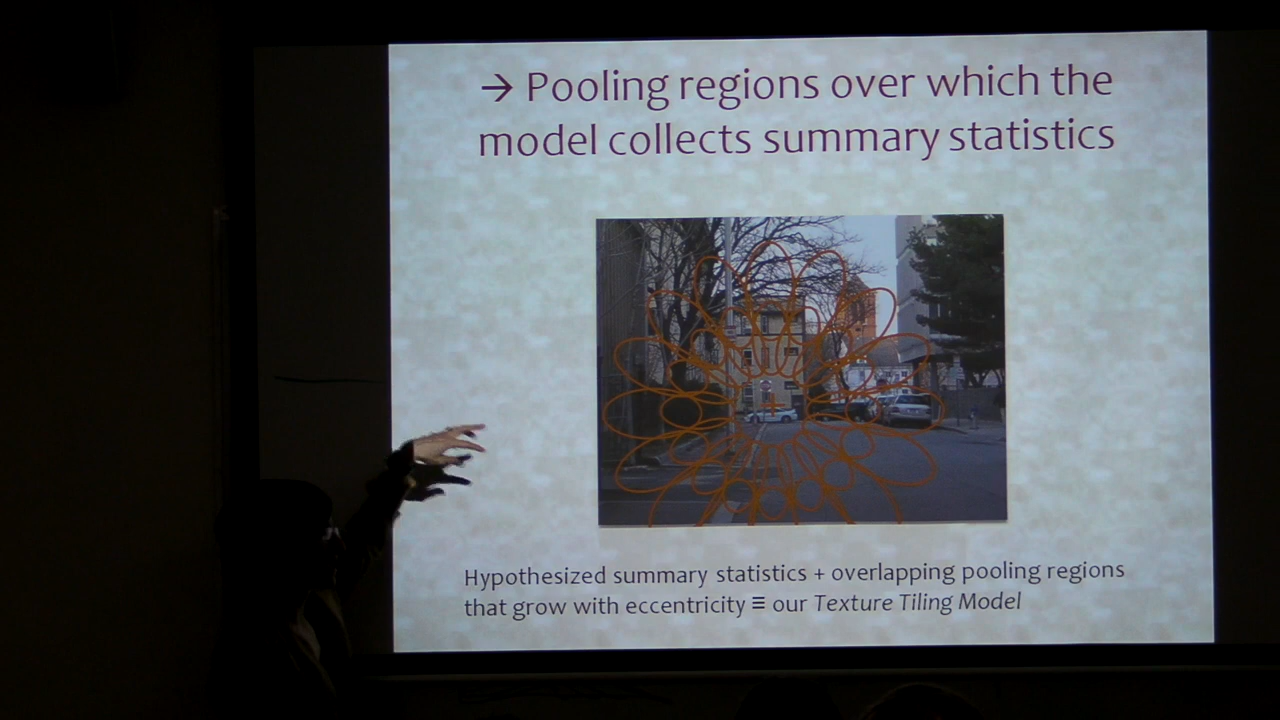 → Pooling regions over which the
model collects summary statistics
Hypothesized summary statistics + overlapping pooling regions
that grow with eccentricity ≡ our Texture Tiling Model